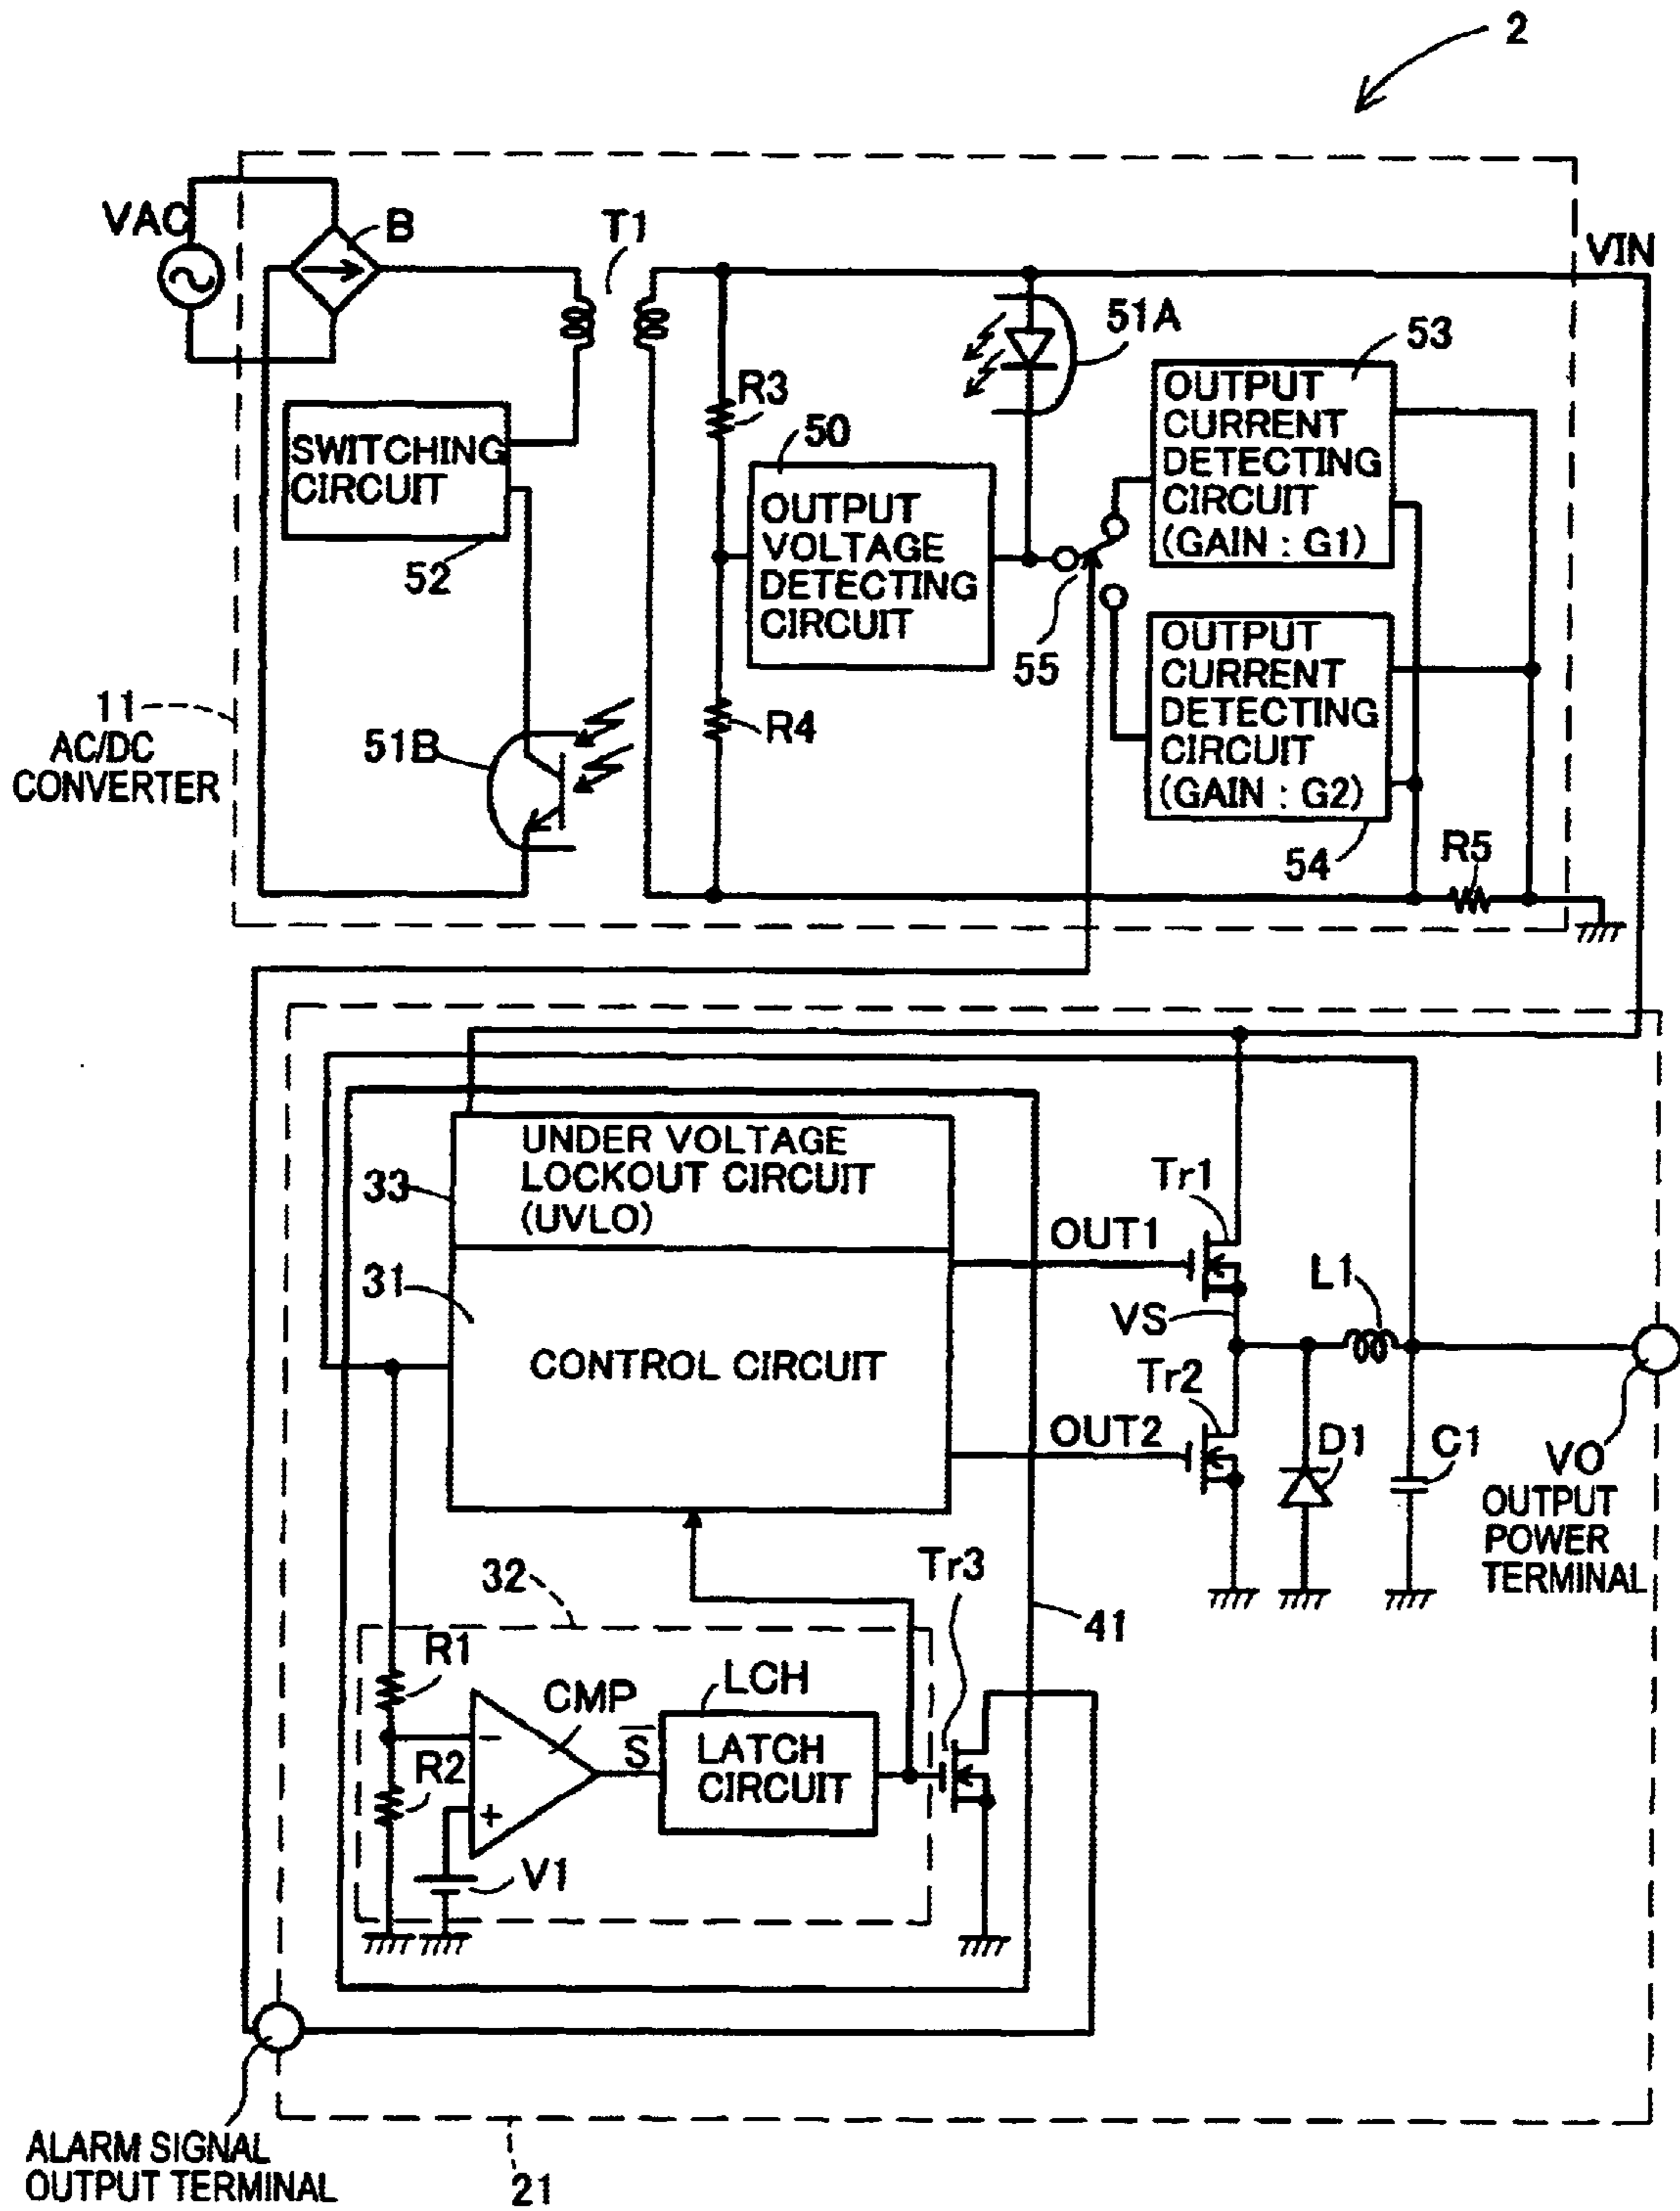 2
VAC
B
T1
VIN
51A
53
OUTPUT
CURRENT
DETECTING
CIRCUIT
(GAIN : G1)
R3
50
SWITCHING
CIRCUIT
52
OUTPUT
VOLTAGE
DETECTING
CIRCUIT
55
OUTPUT
CURRENT
DETECTING
CIRCUIT
(GAIN : G2)
54
11
AC/DC
CONVERTER
51B
R4
R5
UNDER VOLTAGE
LOCKOUT CIRCUIT
(UVLO)
33
31
CONTROL CIRCUIT
OUT1
Tr1
VS
L1
OUT2
Tr2
D1
C1
VO
OUTPUT
POWER
TERMINAL
32
Tr3
41
R1
R2
CMP
V1
S
LCH
LATCH
CIRCUIT
ALARM SIGNAL
OUTPUT TERMINAL
21